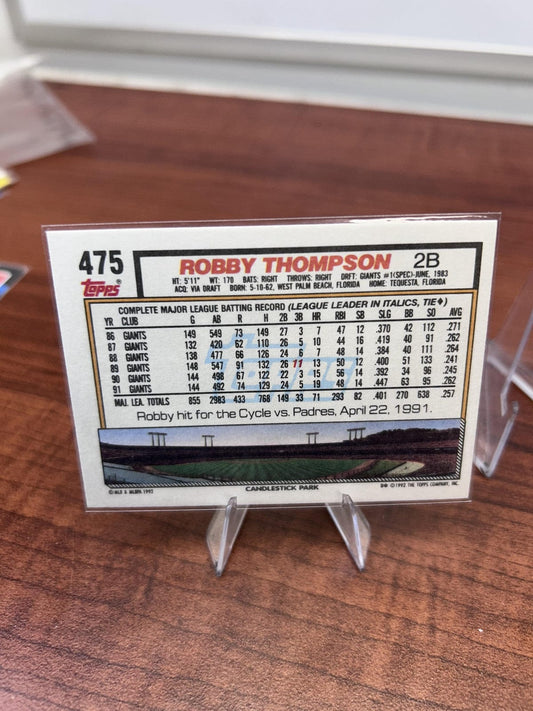 475 ROBBY THOMPSON 2B
Topps HT: 5'11" WT: 170 BATS: RIGHT THROWS: RIGHT DRFT: GIANTS #1(SPEC)-JUNE, 1983
ACQ: VIA DRAFT BORN: 5-10-62, WEST PALM BEACH, FLORIDA HOME: TEQUESTA, FLORIDA
COMPLETE MAJOR LEAGUE BATTING RECORD (LEAGUE LEADER IN ITALICS, TIE♦)
YR CLUB G AB R H 2B 3B HR RBI SB SLG BB SO AVG
86 GIANTS 149 549 73 149 27 3 7 47 12 .370 42 112 .271
87 GIANTS 132 420 62 110 26 5 10 44 16 .419 40 91 .262
88 GIANTS 138 477 66 126 24 6 7 48 14 .384 40 111 .264
89 GIANTS 148 547 91 132 26 11 13 50 12 .400 51 133 .241
90 GIANTS 144 498 67 122 22 3 15 56 14 .392 34 96 .245
91 GIANTS 144 492 74 129 24 5 19 48 14 .447 63 95 .262
MAJ. LEA. TOTALS 855 2983 433 768 149 33 71 293 82 .401 270 638 .257
Robby hit for the Cycle vs. Padres, April 22, 1991.
©MLB & MLBPA 1992 CANDLESTICK PARK B♦ © 1992 THE TOPPS COMPANY, INC.